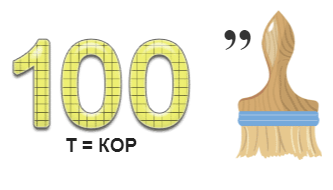 100 ,,
Т = КОР